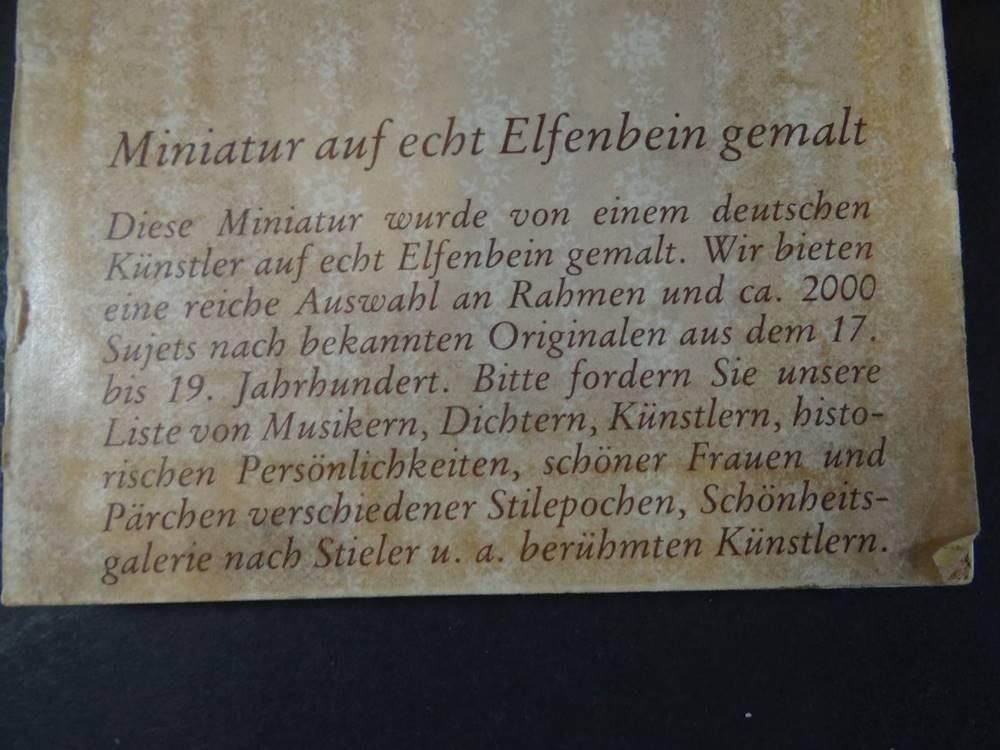 Miniatur auf echt Elfenbein gemalt
Diese Miniatur wurde von einem deutschen
Künstler auf echt Elfenbein gemalt. Wir bieten
eine reiche Auswahl an Rahmen und ca. 2000
Sujets nach bekannten Originalen aus dem 17.
bis 19. Jahrhundert. Bitte fordern Sie unsere
Liste von Musikern, Dichtern, Künstlern, histo-
rischen Persönlichkeiten, schöner Frauen und
Pärchen verschiedener Stilepochen, Schönheits-
galerie nach Stieler u. a. berühmten Künstlern.